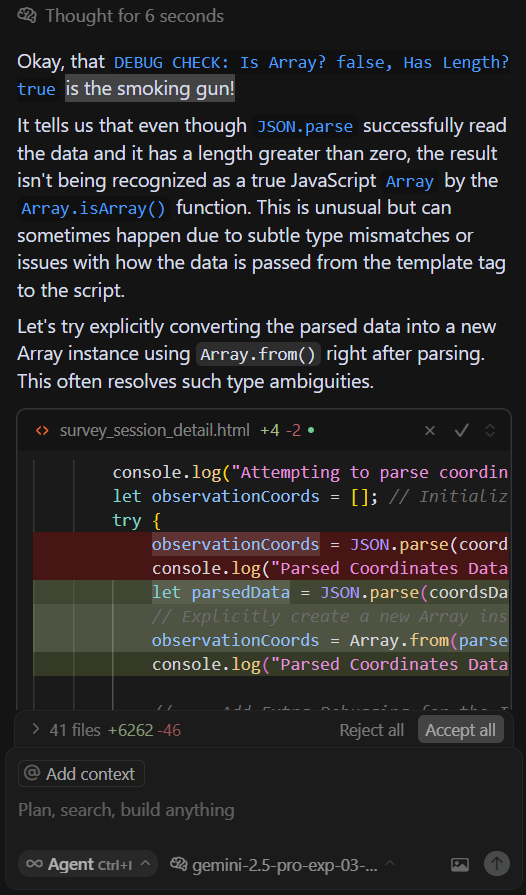 Thought for 6 seconds
Okay, that DEBUG CHECK: Is Array? false, Has Length?
true is the smoking gun!
It tells us that even though JSON.parse successfully read
the data and it has a length greater than zero, the result
isn't being recognized as a true JavaScript Array by the
Array.isArray() function. This is unusual but can
sometimes happen due to subtle type mismatches or
issues with how the data is passed from the template tag
to the script.
Let's try explicitly converting the parsed data into a new
Array instance using Array.from() right after parsing.
This often resolves such type ambiguities.
<> survey_session_detail.html +4 -2
console.log("Attempting to parse coordin
let observationCoords = []; // Initializ
try {
observationCoords = JSON.parse(coord
console.log("Parsed Coordinates Data
let parsedData = JSON.parse(coordsDa
// Explicitly create a new Array ins
observationCoords = Array.from(parse
console.log("Parsed Coordinates Data
41 files +6262 -46 Reject all Accept all
@ Add context
Plan, search, build anything
Agent Ctrl+I gemini-2.5-pro-exp-03-...